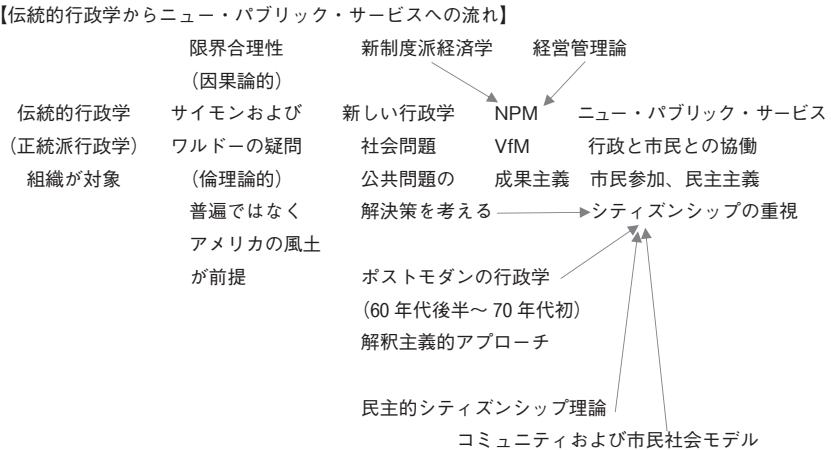 【伝統的行政学からニュー・パブリック・サービスへの流れ】
限界合理性 新制度派経済学 経営管理論
（因果論的）
伝統的行政学 サイモンおよび 新しい行政学 NPM ニュー・パブリック・サービス
（正統派行政学） ワルドーの疑問 社会問題 VfM 行政と市民との協働
組織が対象 （倫理論的） 公共問題の 成果主義 市民参加、民主主義
普遍ではなく 解決策を考える シティズンシップの重視
アメリカの風土
が前提 ポストモダンの行政学
（60 年代後半〜 70 年代初）
解釈主義的アプローチ
民主的シティズンシップ理論
コミュニティおよび市民社会モデル